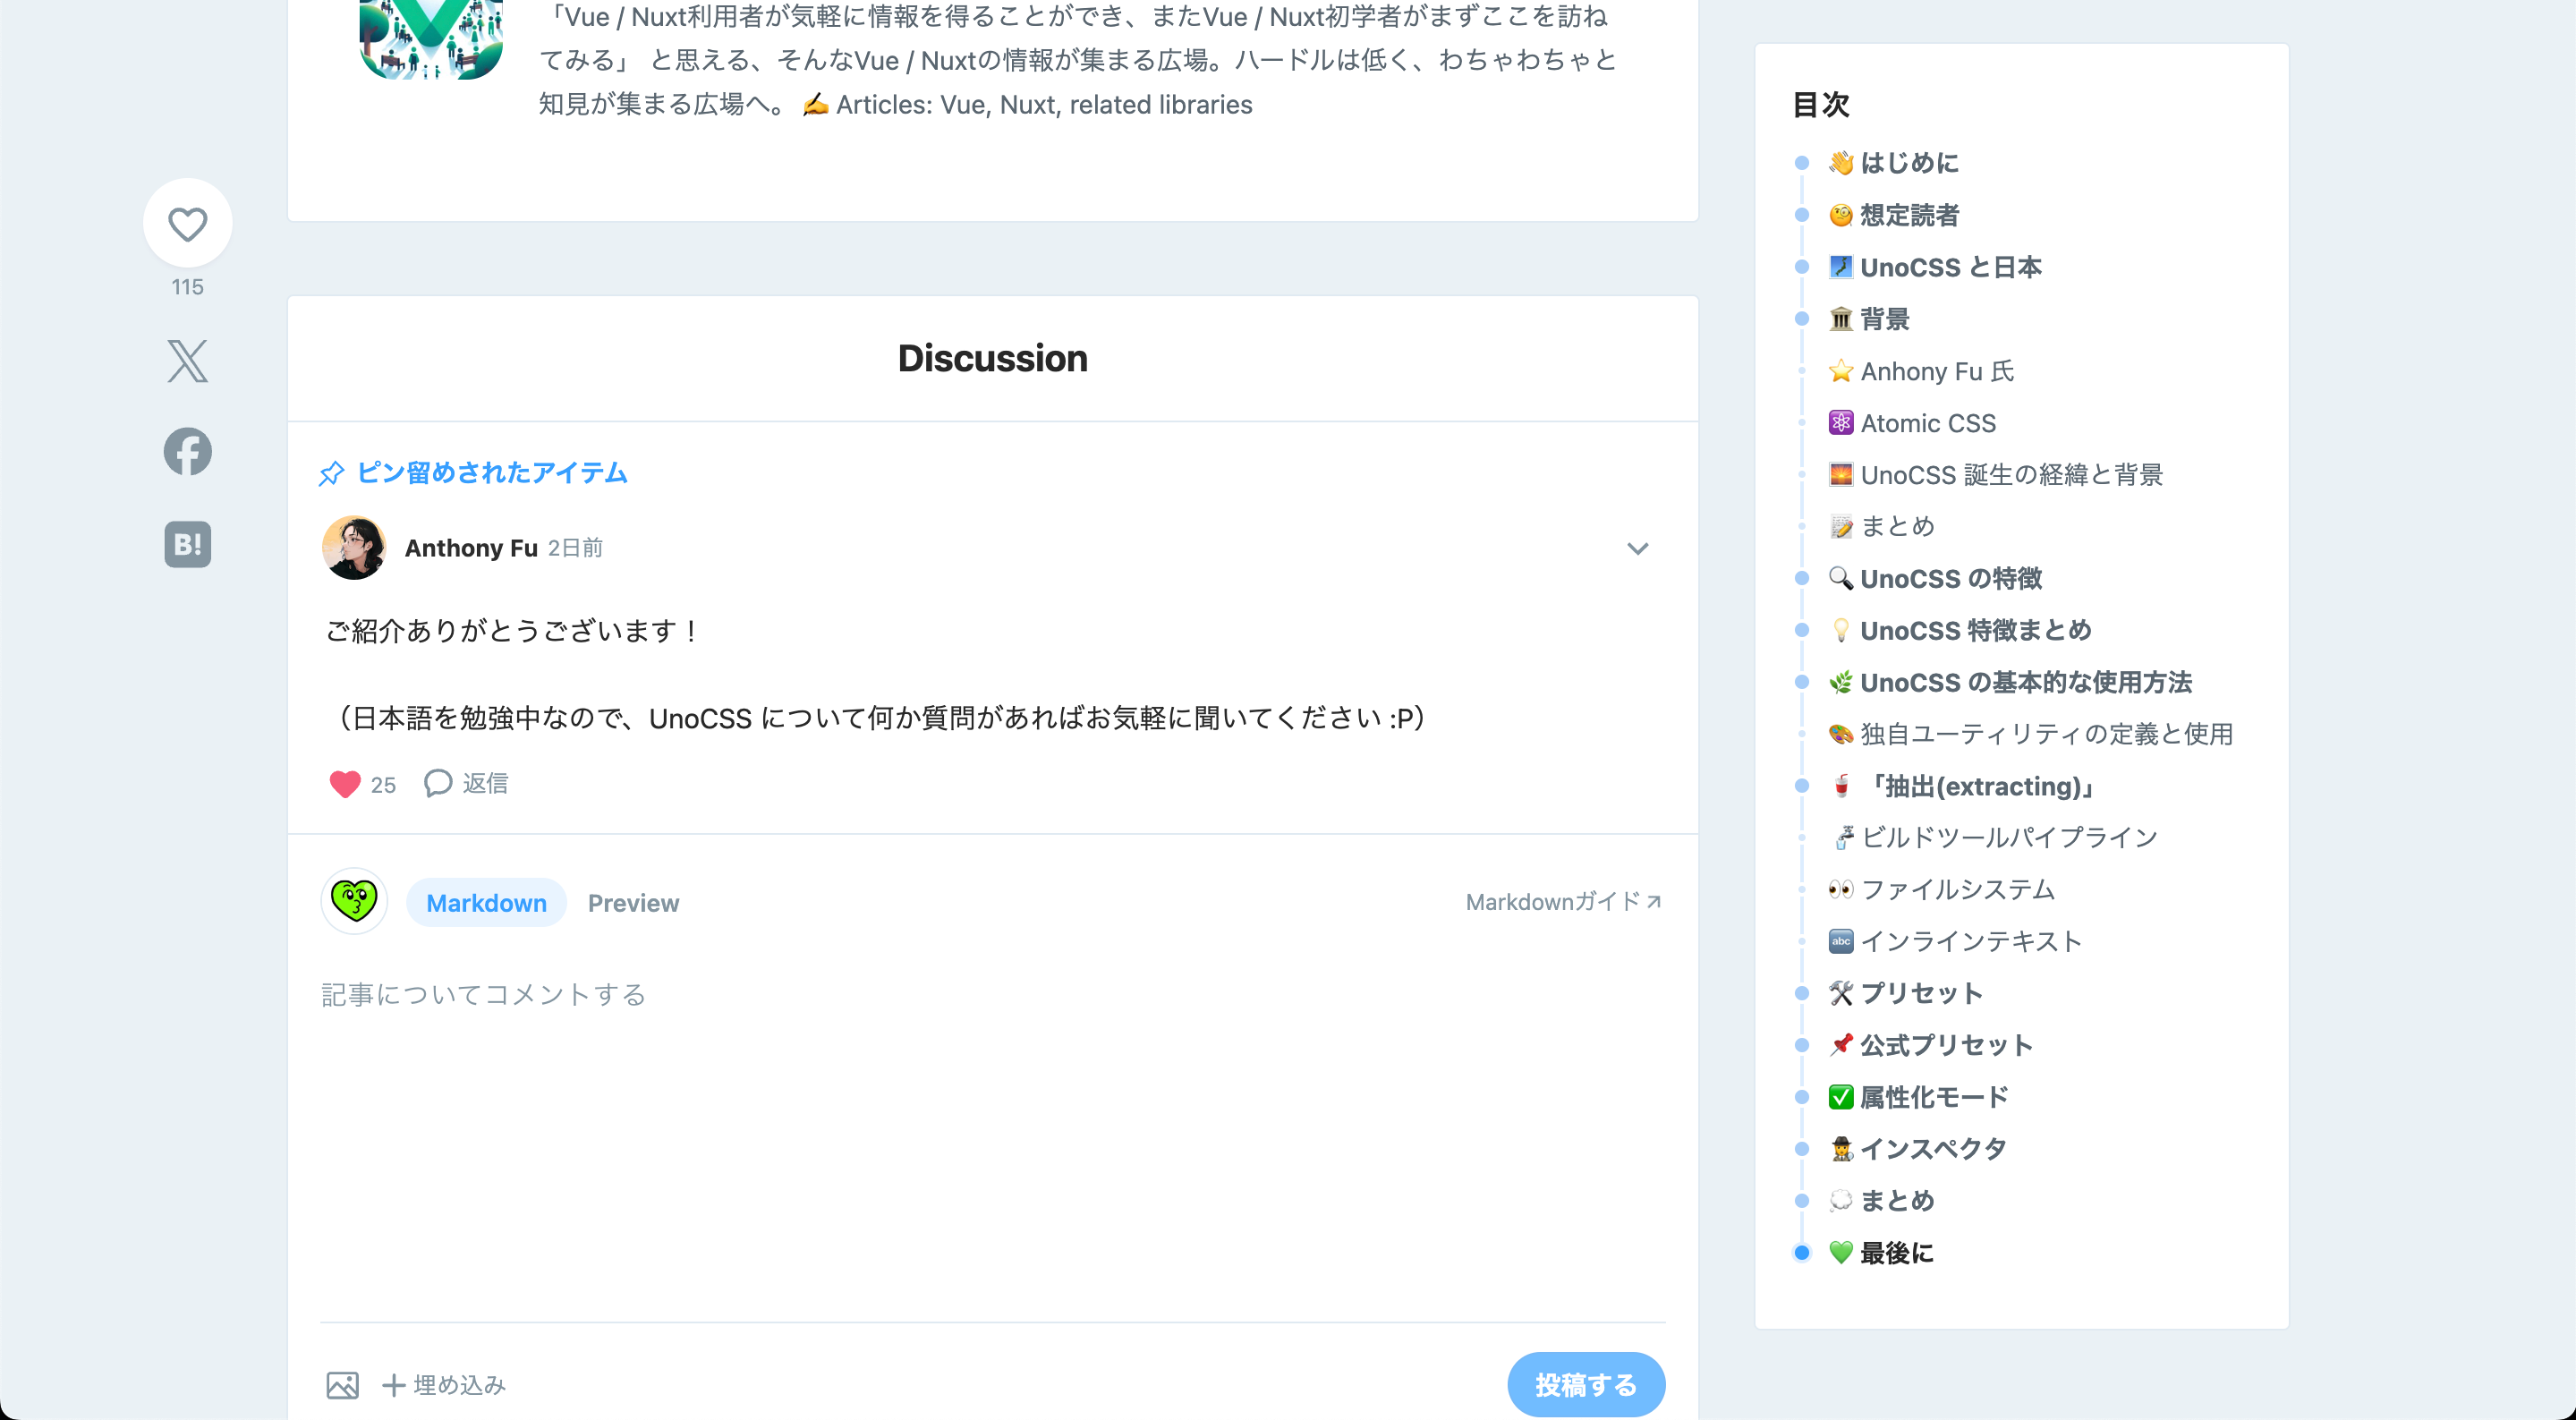 「Vue / Nuxt利用者が気軽に情報を得ることができ、またVue / Nuxt初学者がまずここを訪ね
てみる」 と思える、そんなVue / Nuxtの情報が集まる広場。ハードルは低く、わちゃわちゃと
知見が集まる広場へ。 ✍️ Articles: Vue, Nuxt, related libraries
115
B!
Discussion
ピン留めされたアイテム
Anthony Fu 2日前
ご紹介ありがとうございます！
（日本語を勉強中なので、UnoCSS について何か質問があればお気軽に聞いてください :P）
25 返信
Markdown Preview Markdownガイド
記事についてコメントする
埋め込み 投稿する
目次
👋 はじめに
🧐 想定読者
🗾 UnoCSS と日本
🏛️ 背景
⭐ Anhony Fu 氏
⚛️ Atomic CSS
🌅 UnoCSS 誕生の経緯と背景
📝 まとめ
🔍 UnoCSS の特徴
💡 UnoCSS 特徴まとめ
🌿 UnoCSS の基本的な使用方法
🎨 独自ユーティリティの定義と使用
🥤 「抽出(extracting)」
🚰 ビルドツールパイプライン
👀 ファイルシステム
🔤 インラインテキスト
🛠️ プリセット
📌 公式プリセット
✅ 属性化モード
🕵️ インスペクタ
💭 まとめ
💚 最後に